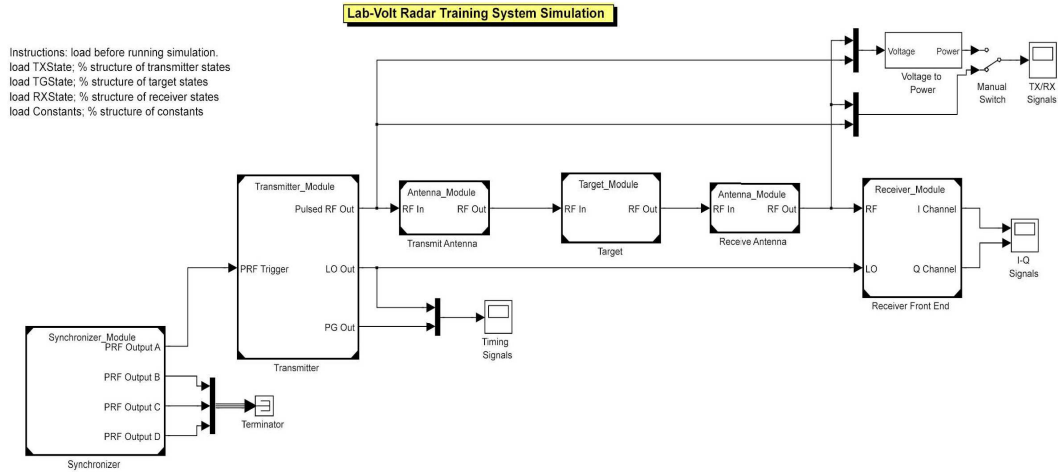 Lab-Volt Radar Training System Simulation
Instructions: load before running simulation.
load TXState; % structure of transmitter states
load TGState; % structure of target states
load RXState; % structure of receiver states
load Constants; % structure of constants
Voltage
Power
Voltage to
Power
Manual
Switch
TX/RX
Signals
Transmitter_Module
Pulsed RF Out
PRF Trigger
LO Out
PG Out
Transmitter
Antenna_Module
RF In
RF Out
Transmit Antenna
Target_Module
RF In
RF Out
Target
Antenna_Module
RF In
RF Out
Receive Antenna
Receiver_Module
RF
I Channel
LO
Q Channel
Receiver Front End
I-Q
Signals
Timing
Signals
Synchronizer_Module
PRF Output A
PRF Output B
PRF Output C
PRF Output D
Synchronizer
Terminator